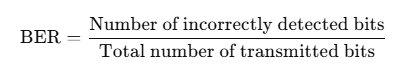 BER = Number of incorrectly detected bits
Total number of transmitted bits